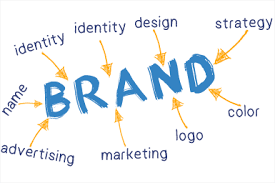 identity
identity
design
strategy
BRAND
name
color
logo
advertising
marketing